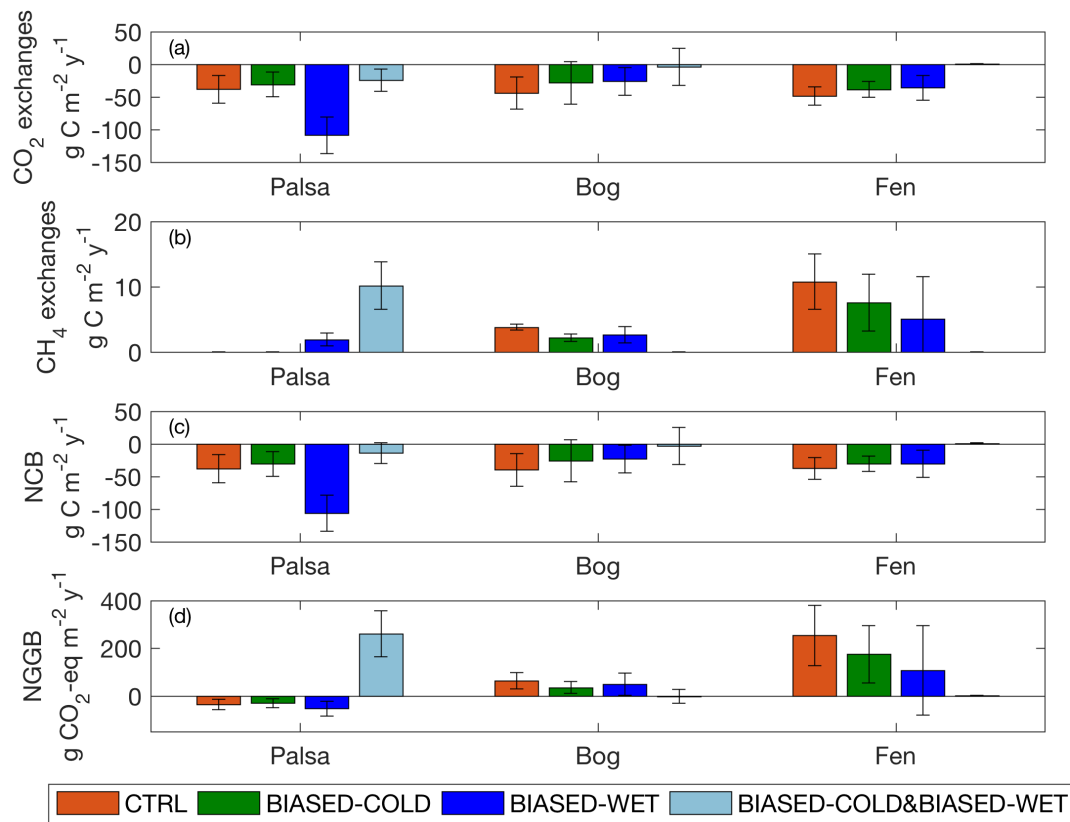 CO2 exchanges
g C m-2 y-1
(a)
50
0
-50
-100
-150
Palsa Bog Fen
CH4 exchanges
g C m-2 y-1
(b)
20
10
0
Palsa Bog Fen
NCB
g C m-2 y-1
(c)
50
0
-50
-100
-150
Palsa Bog Fen
NGGB
g CO2-eq m-2 y-1
(d)
400
200
0
Palsa Bog Fen
CTRL BIASED-COLD BIASED-WET BIASED-COLD&BIASED-WET